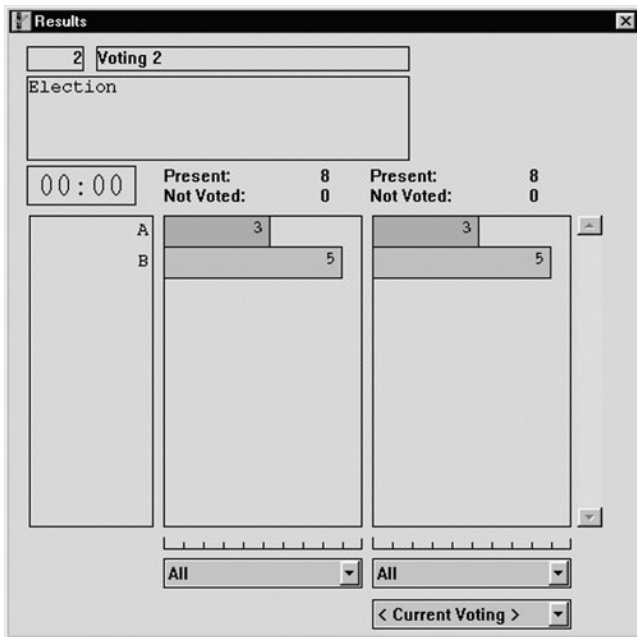 Results
2 Voting 2
Election
00:00
Present: 8 Present: 8
Not Voted: 0 Not Voted: 0
A 3 3
B 5 5
All All
< Current Voting >